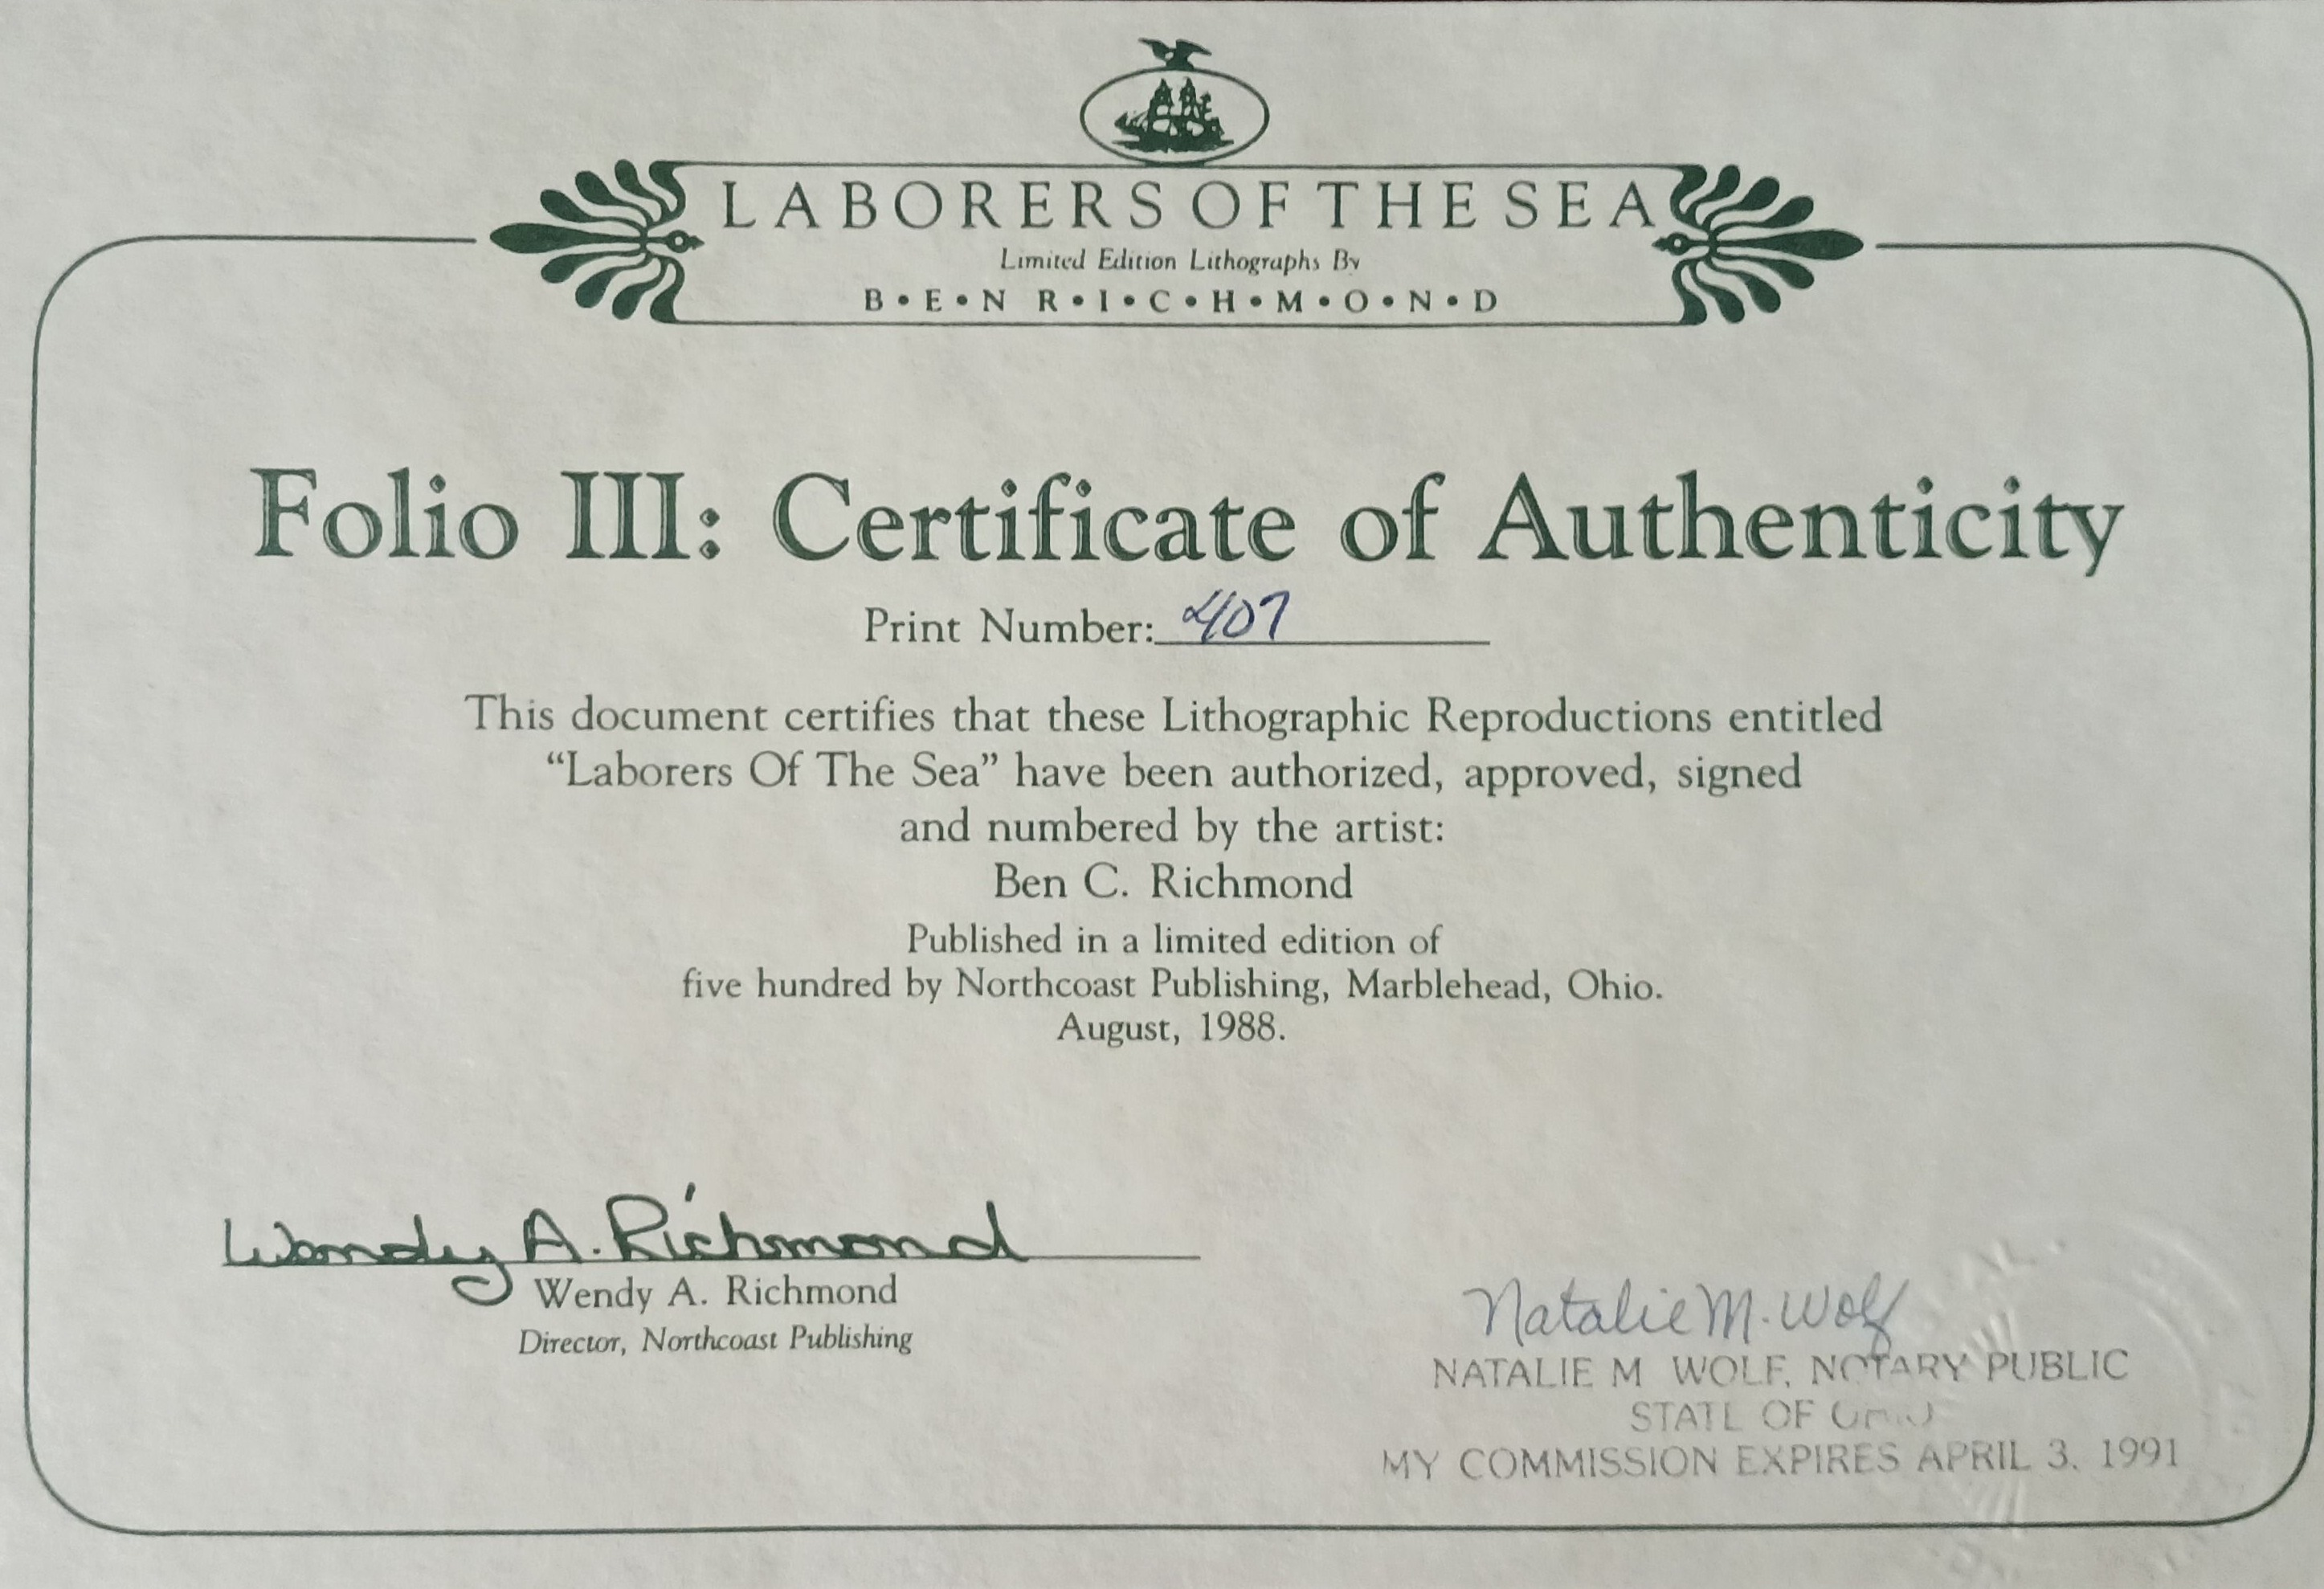 LABORERS OF THE SEA
Limited Edition Lithographs By
B•E•N R•I•C•H•M•O•N•D
Folio III: Certificate of Authenticity
Print Number: 407
This document certifies that these Lithographic Reproductions entitled
“Laborers Of The Sea” have been authorized, approved, signed
and numbered by the artist:
Ben C. Richmond
Published in a limited edition of
five hundred by Northcoast Publishing, Marblehead, Ohio.
August, 1988.
Wendy A. Richmond
Wendy A. Richmond
Director, Northcoast Publishing
Natalie M. Wolf
NATALIE M WOLF, NOTARY PUBLIC
STATE OF OHIO
MY COMMISSION EXPIRES APRIL 3, 1991